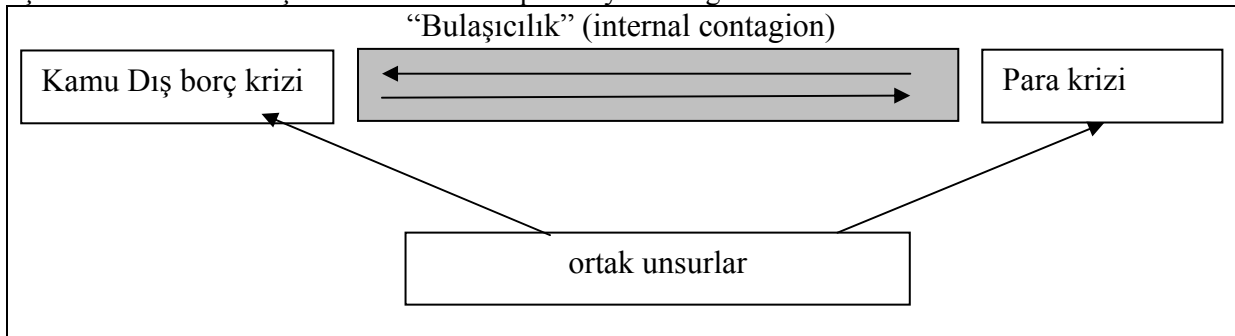 “Bulaşıcılık” (internal contagion)
Kamu Dış borç krizi
Para krizi
ortak unsurlar